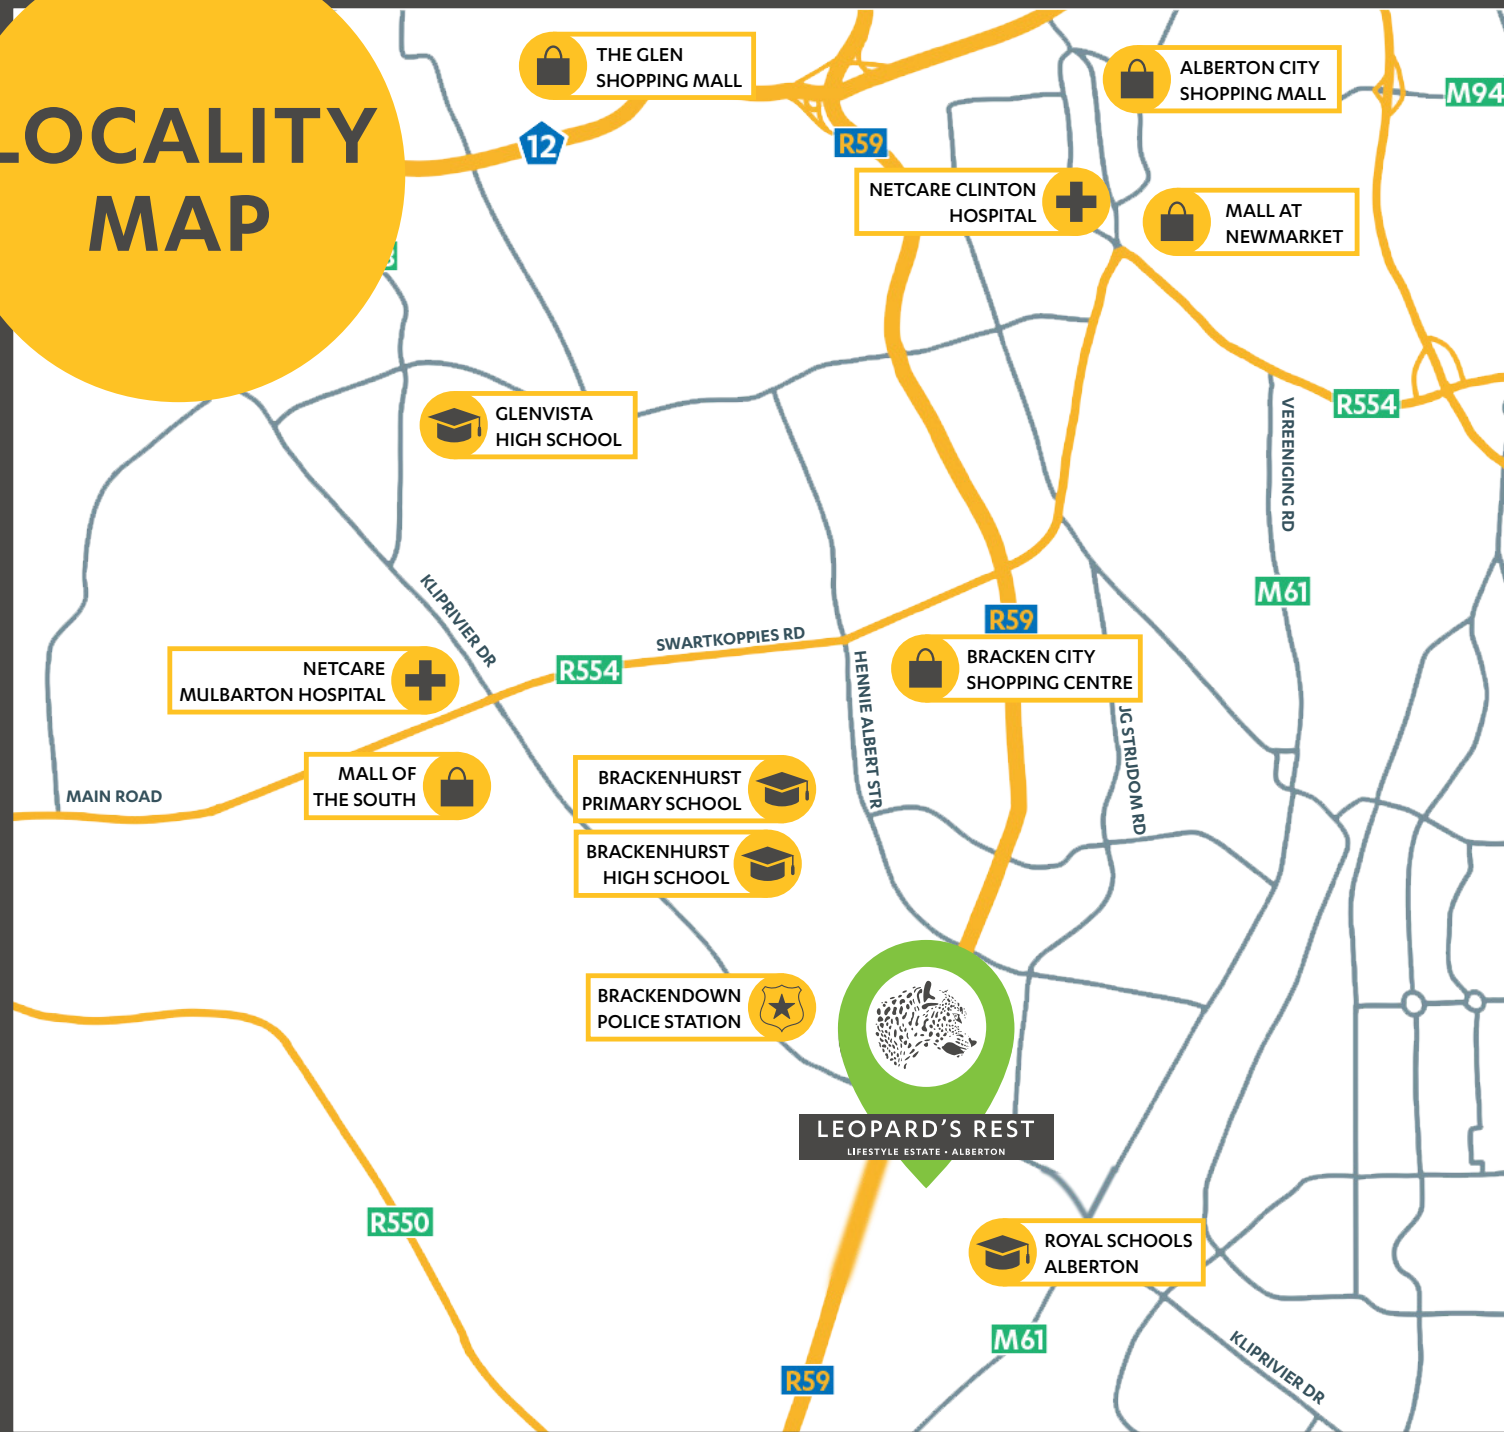 LOCALITY
MAP
THE GLEN
SHOPPING MALL
ALBERTON CITY
SHOPPING MALL
M94
12
R59
NETCARE CLINTON
HOSPITAL
MALL AT
NEWMARKET
GLENVISTA
HIGH SCHOOL
R554
VEREENIGING RD
M61
KLIPRIVIER DR
R59
SWARTKOPPIES RD
R554
NETCARE
MULBARTON HOSPITAL
HENNIE ALBERT STR
BRACKEN CITY
SHOPPING CENTRE
JG STRIJDOM RD
MALL OF
THE SOUTH
MAIN ROAD
BRACKENHURST
PRIMARY SCHOOL
BRACKENHURST
HIGH SCHOOL
BRACKENDOWN
POLICE STATION
LEOPARD'S REST
LIFESTYLE ESTATE • ALBERTON
R550
ROYAL SCHOOLS
ALBERTON
M61
KLIPRIVIER DR
R59